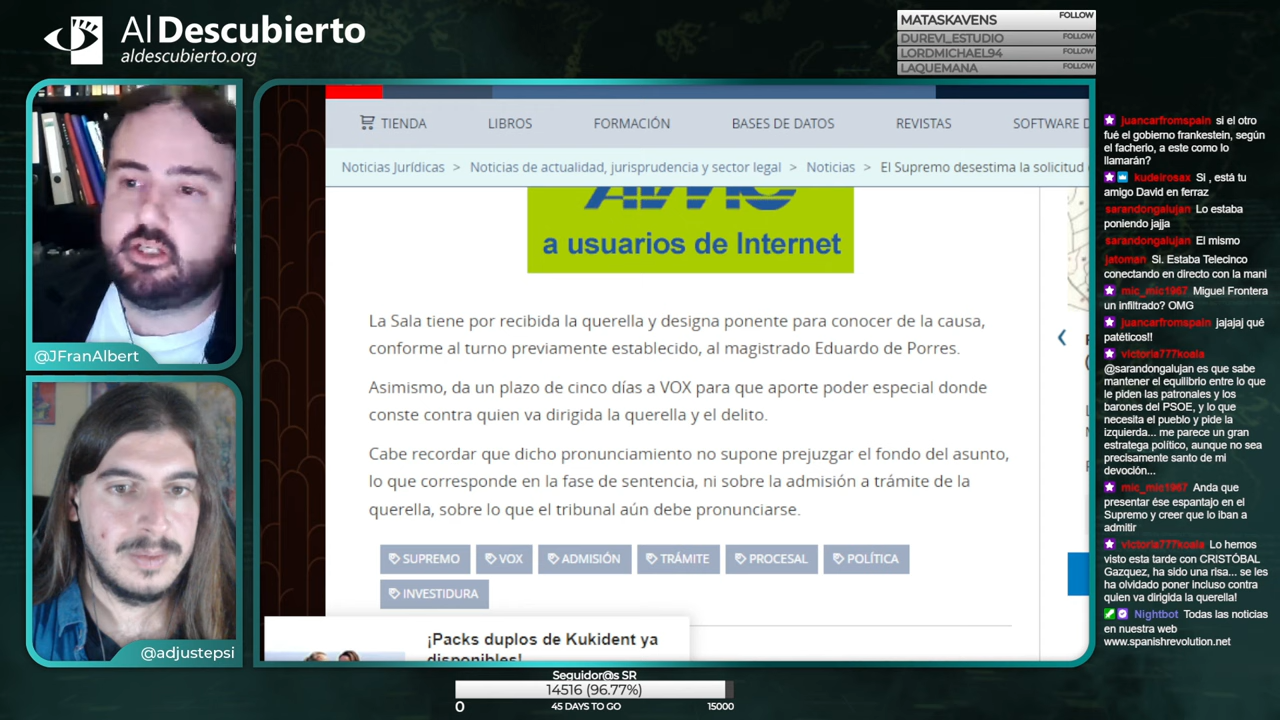 Al Descubierto
aldescubierto.org
MATASKAVENS FOLLOW
DUREVI_ESTUDIO FOLLOW
LORDMICHAEL94 FOLLOW
LAQUEMANA FOLLOW
@JFranAlbert
@adjustepsi
TIENDA LIBROS FORMACIÓN BASES DE DATOS REVISTAS SOFTWARE D
Noticias Jurídicas > Noticias de actualidad, jurisprudencia y sector legal > Noticias > El Supremo desestima la solicitud
a usuarios de Internet
La Sala tiene por recibida la querella y designa ponente para conocer de la causa,
conforme al turno previamente establecido, al magistrado Eduardo de Porres.
Asimismo, da un plazo de cinco días a VOX para que aporte poder especial donde
conste contra quien va dirigida la querella y el delito.
Cabe recordar que dicho pronunciamiento no supone prejuzgar el fondo del asunto,
lo que corresponde en la fase de sentencia, ni sobre la admisión a trámite de la
querella, sobre lo que el tribunal aún debe pronunciarse.
SUPREMO VOX ADMISIÓN TRÁMITE PROCESAL POLÍTICA
INVESTIDURA
¡Packs duplos de Kukident ya
disponibles!
Seguidor@s SR
14516 (96.77%)
0 45 DAYS TO GO 15000
juancarfromspain si el otro
fué el gobierno frankestein, según
el facherlo, a este como lo
llamarán?
kudeirosax Si , está tu
amigo David en ferraz
sarandongalujan Lo estaba
poniendo jajja
sarandongalujan El mismo
jatoman Si. Estaba Telecinco
conectando en directo con la mani
mic_mic1967 Miguel Frontera
un infiltrado? OMG
juancarfromspain jajajaj qué
patéticos!!
victoria777koala
@sarandongalujan es que sabe
mantener el equilibrio entre lo que
le piden las patronales y los
barones del PSOE, y lo que
necesita el pueblo y pide la
izquierda... me parece un gran
estratega político, aunque no sea
precisamente santo de mi
devoción...
mic_mic1967 Anda que
presentar ése espantajo en el
Supremo y creer que lo iban a
admitir
victoria777koala Lo hemos
visto esta tarde con CRISTÓBAL
Gazquez, ha sido una risa... se les
ha olvidado poner incluso contra
quien va dirigida la querella!
Nightbot Todas las noticias
en nuestra web
www.spanishrevolution.net